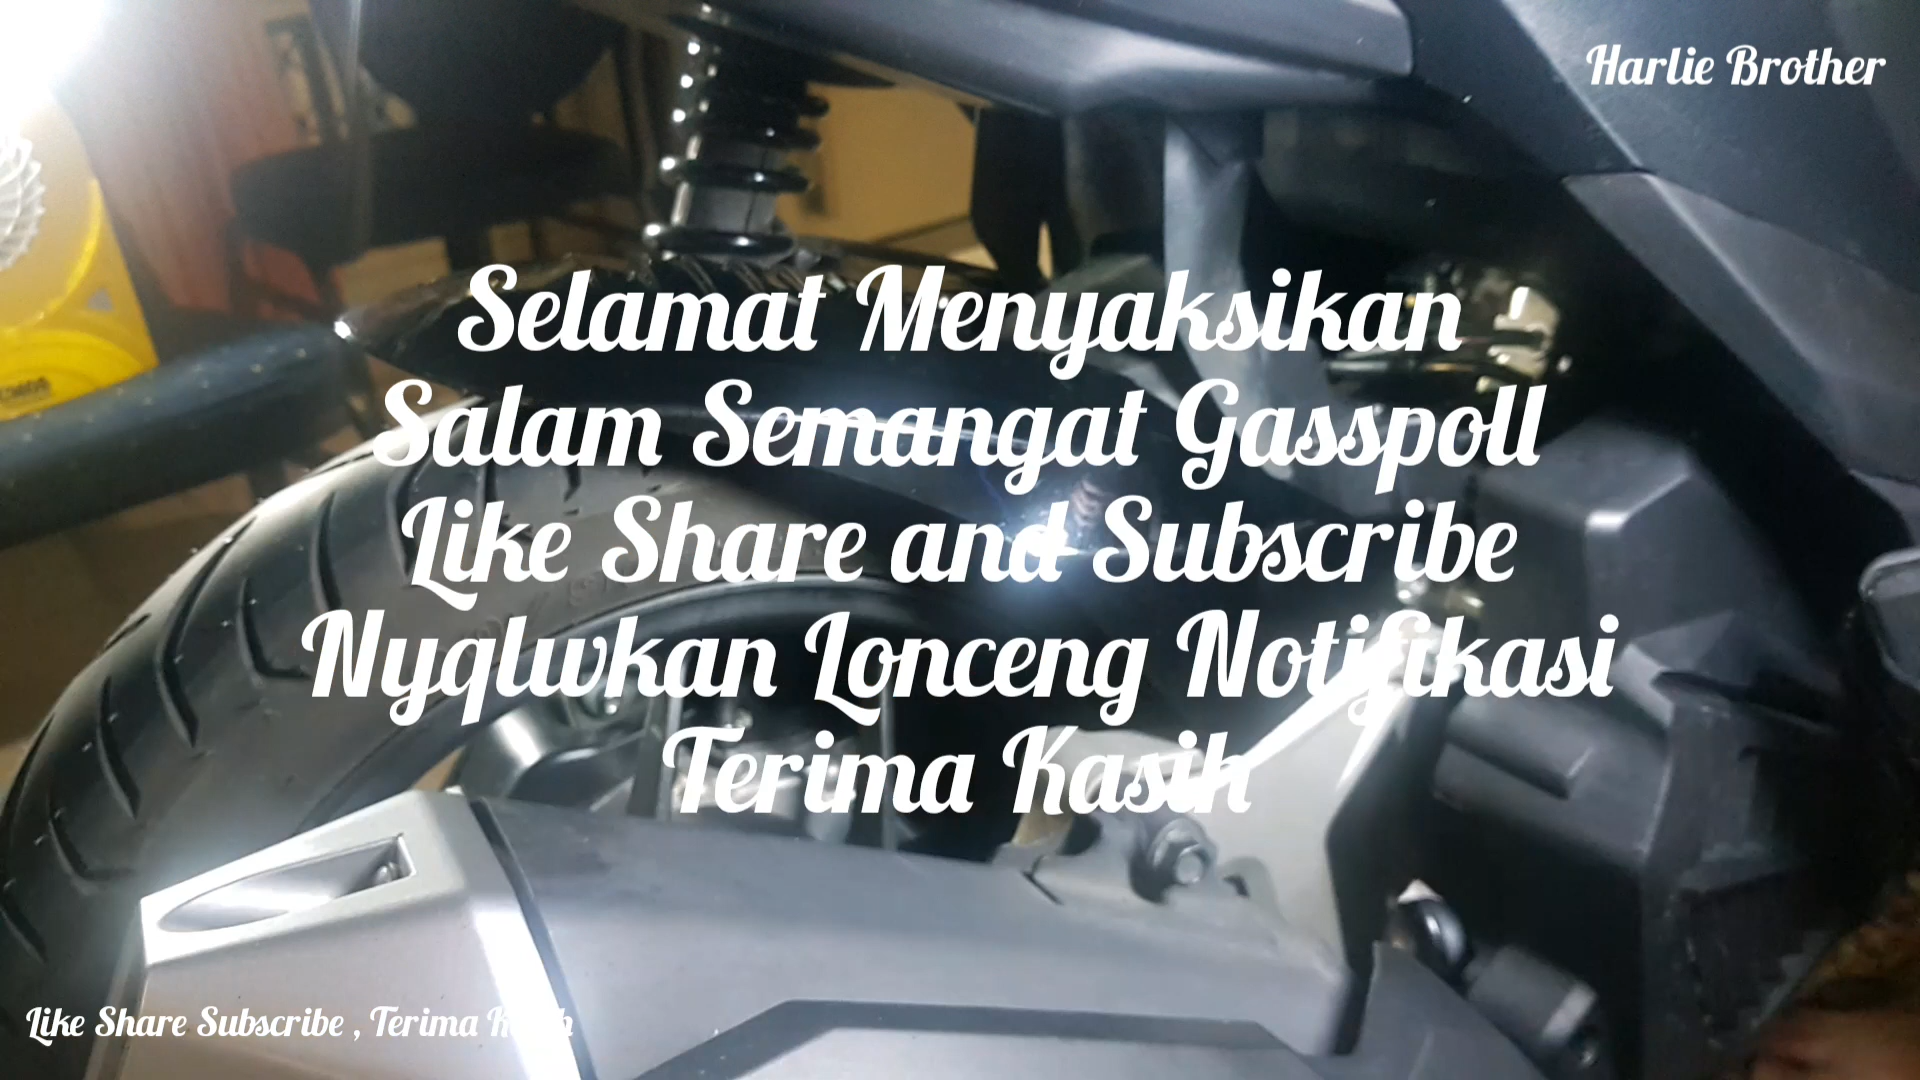 Harlie Brother
Selamat Menyaksikan
Salam Semangat Gasspoll
Like Share and Subscribe
Nyqlwkan Lonceng Notifikasi
Terima Kasih
Like Share Subscribe , Terima Kasih